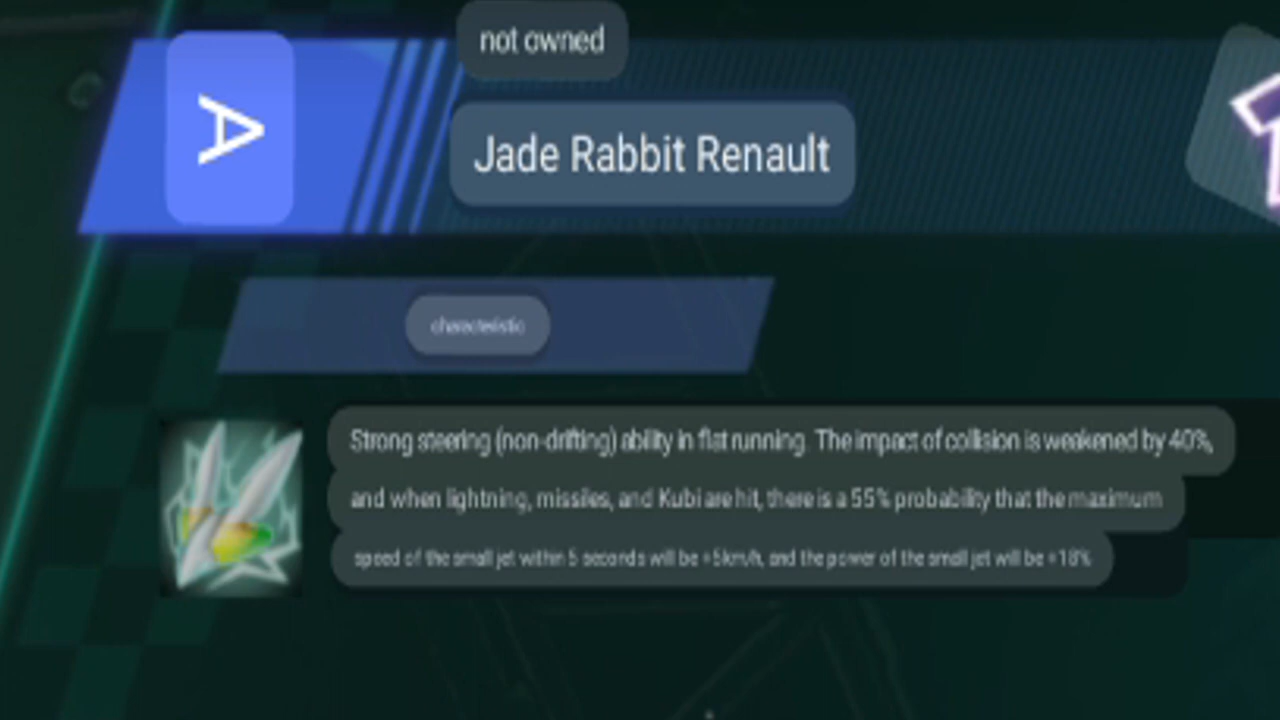 not owned
A
Jade Rabbit Renault
characteristic
Strong steering (non-drifting) ability in flat running. The impact of collision is weakened by 40%,
and when lightning, missiles, and Kubi are hit, there is a 55% probability that the maximum
speed of the small jet within 5 seconds will be +5km/h, and the power of the small jet will be +18%